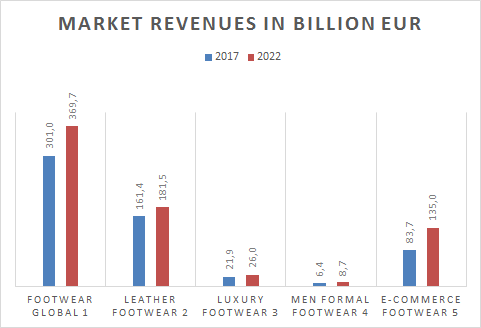 MARKET REVENUES IN BILLION EUR
2017 2022
301,0 369,7 161,4 181,5 21,9 26,0 6,4 8,7 83,7 135,0
FOOTWEAR LEATHER LUXURY MEN FORMAL E-COMMERCE
GLOBAL 1 FOOTWEAR 2 FOOTWEAR 3 FOOTWEAR 4 FOOTWEAR 5